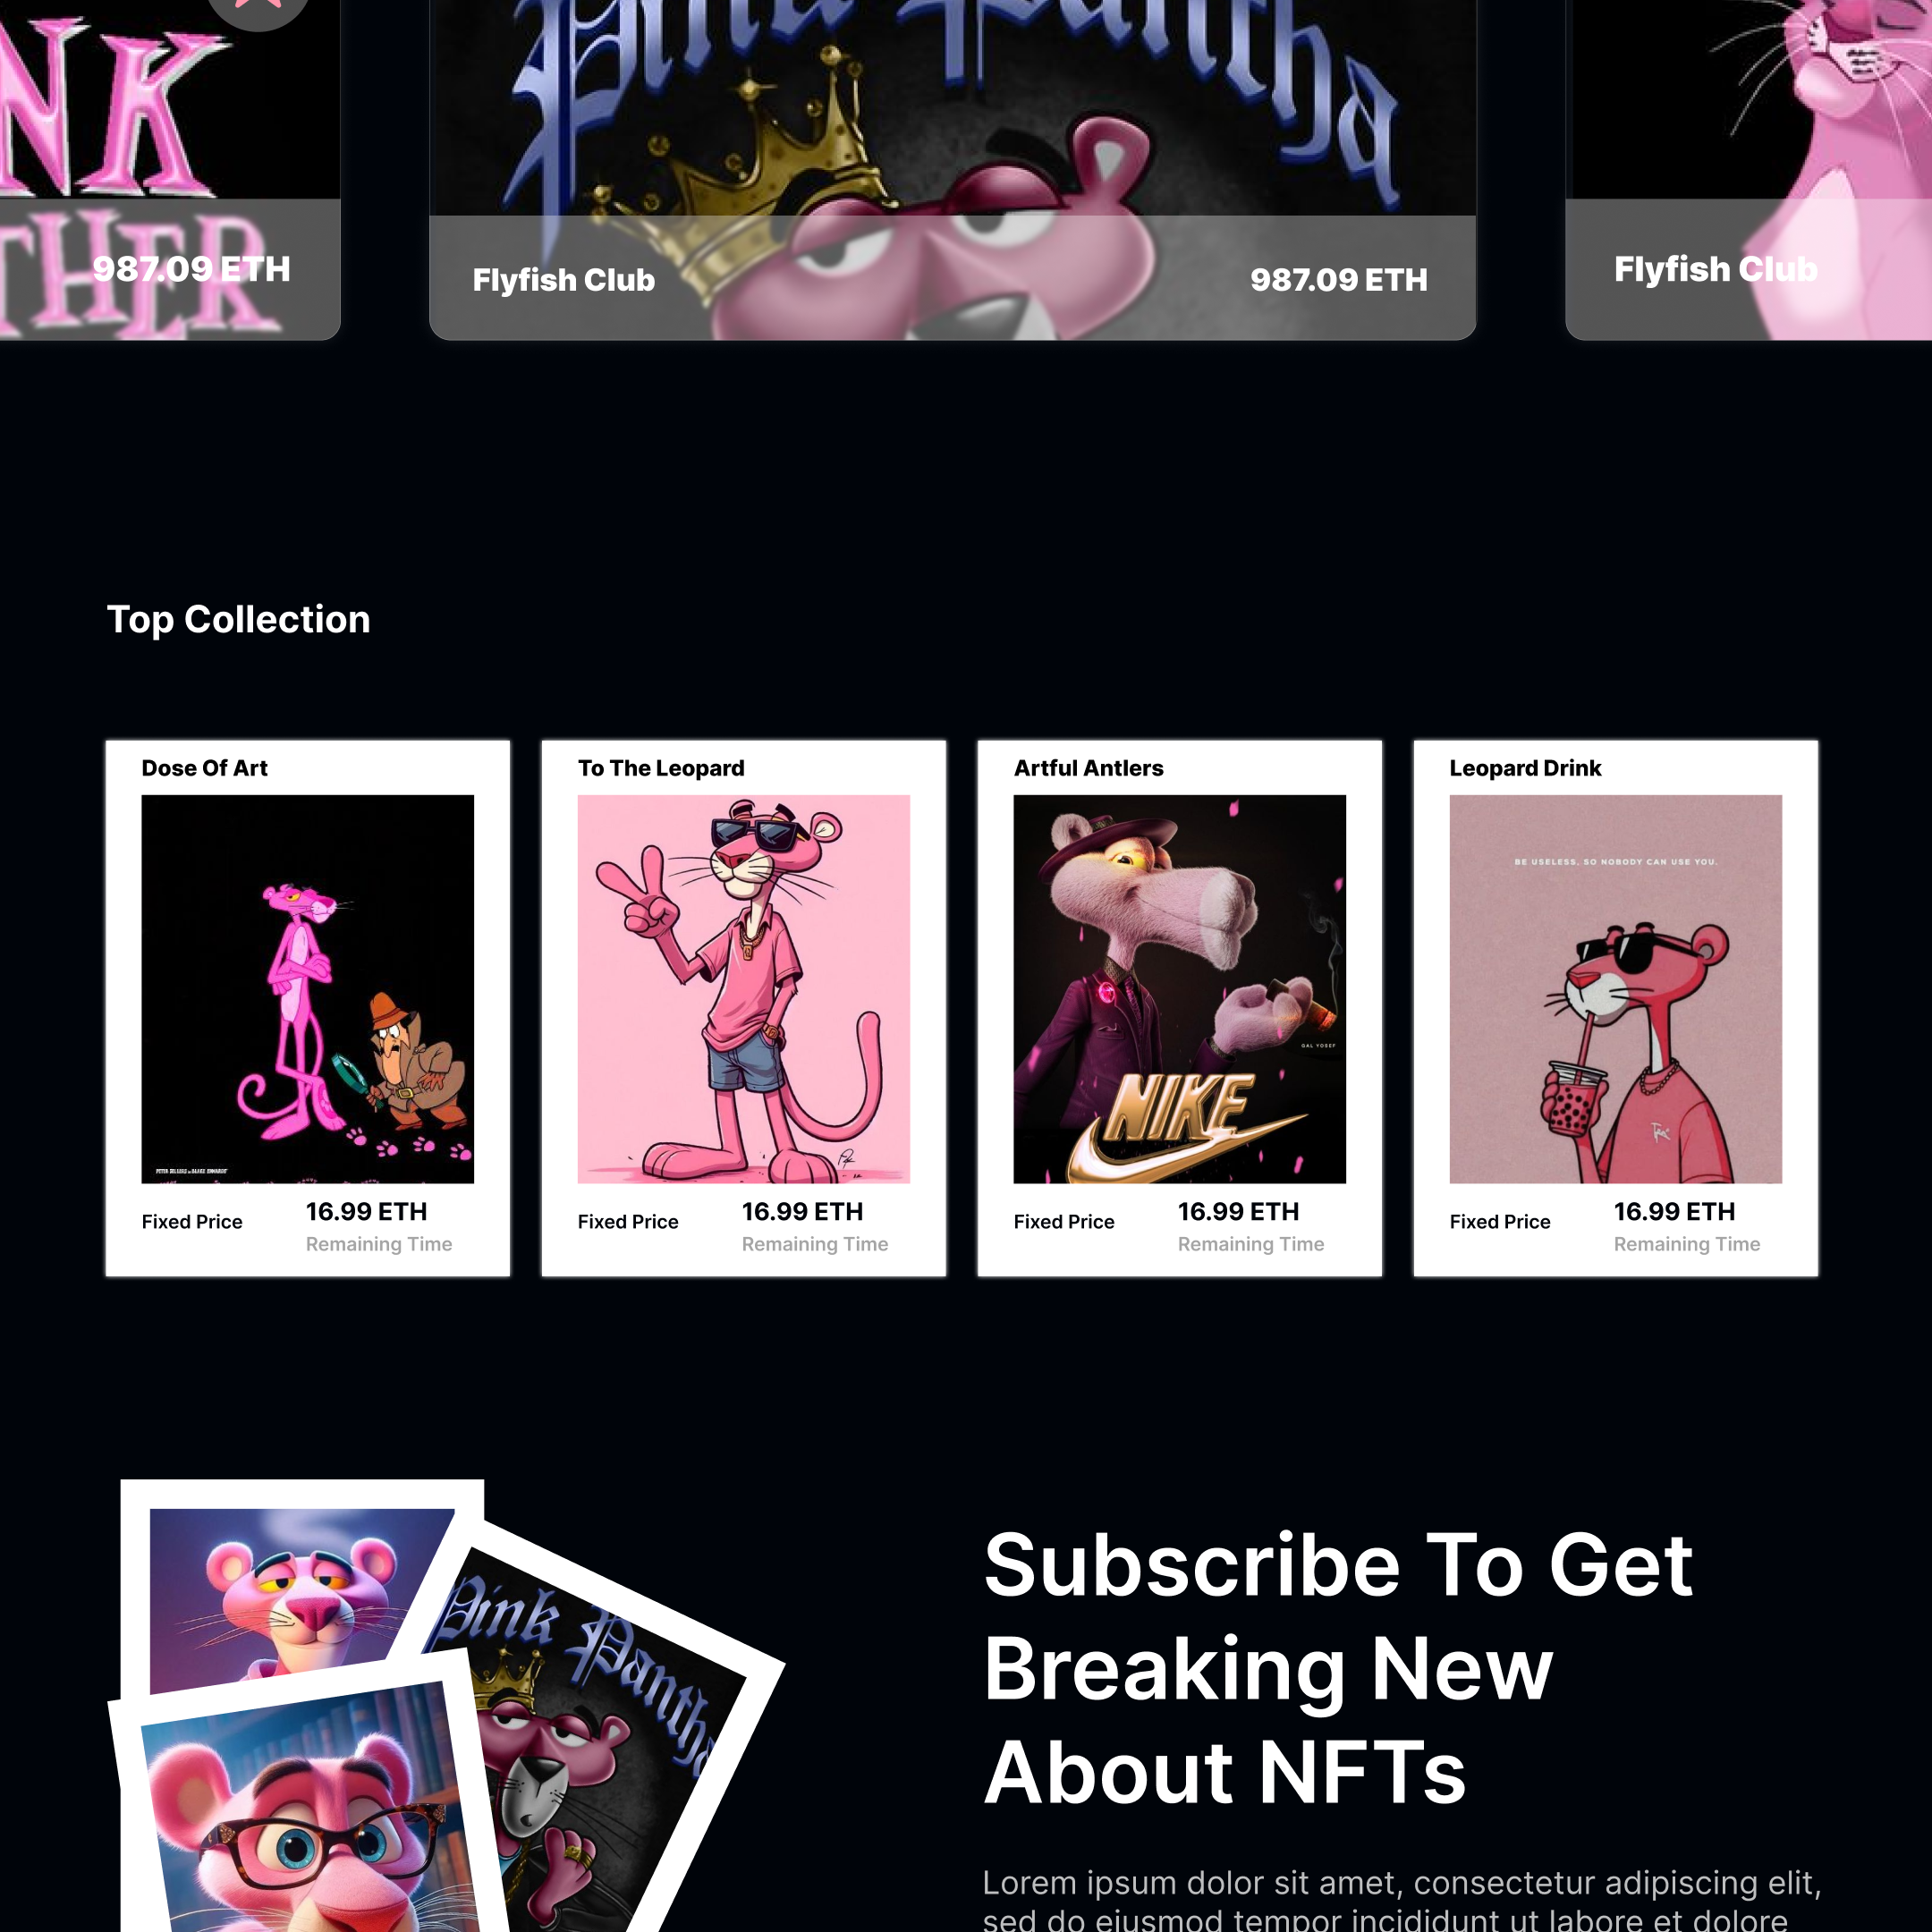 Pink Pantha
NK
THER
987.09 ETH
Flyfish Club
987.09 ETH
Flyfish Club
Top Collection
Dose Of Art
To The Leopard
Artful Antlers
Leopard Drink
BE USELESS, SO NOBODY CAN USE YOU.
GAL YOSEF
NIKE
Fixed Price
16.99 ETH
Remaining Time
Fixed Price
16.99 ETH
Remaining Time
Fixed Price
16.99 ETH
Remaining Time
Fixed Price
16.99 ETH
Remaining Time
Pink Pantha
Subscribe To Get
Breaking New
About NFTs
Lorem ipsum dolor sit amet, consectetur adipiscing elit,
sed do eiusmod tempor incididunt ut labore et dolore